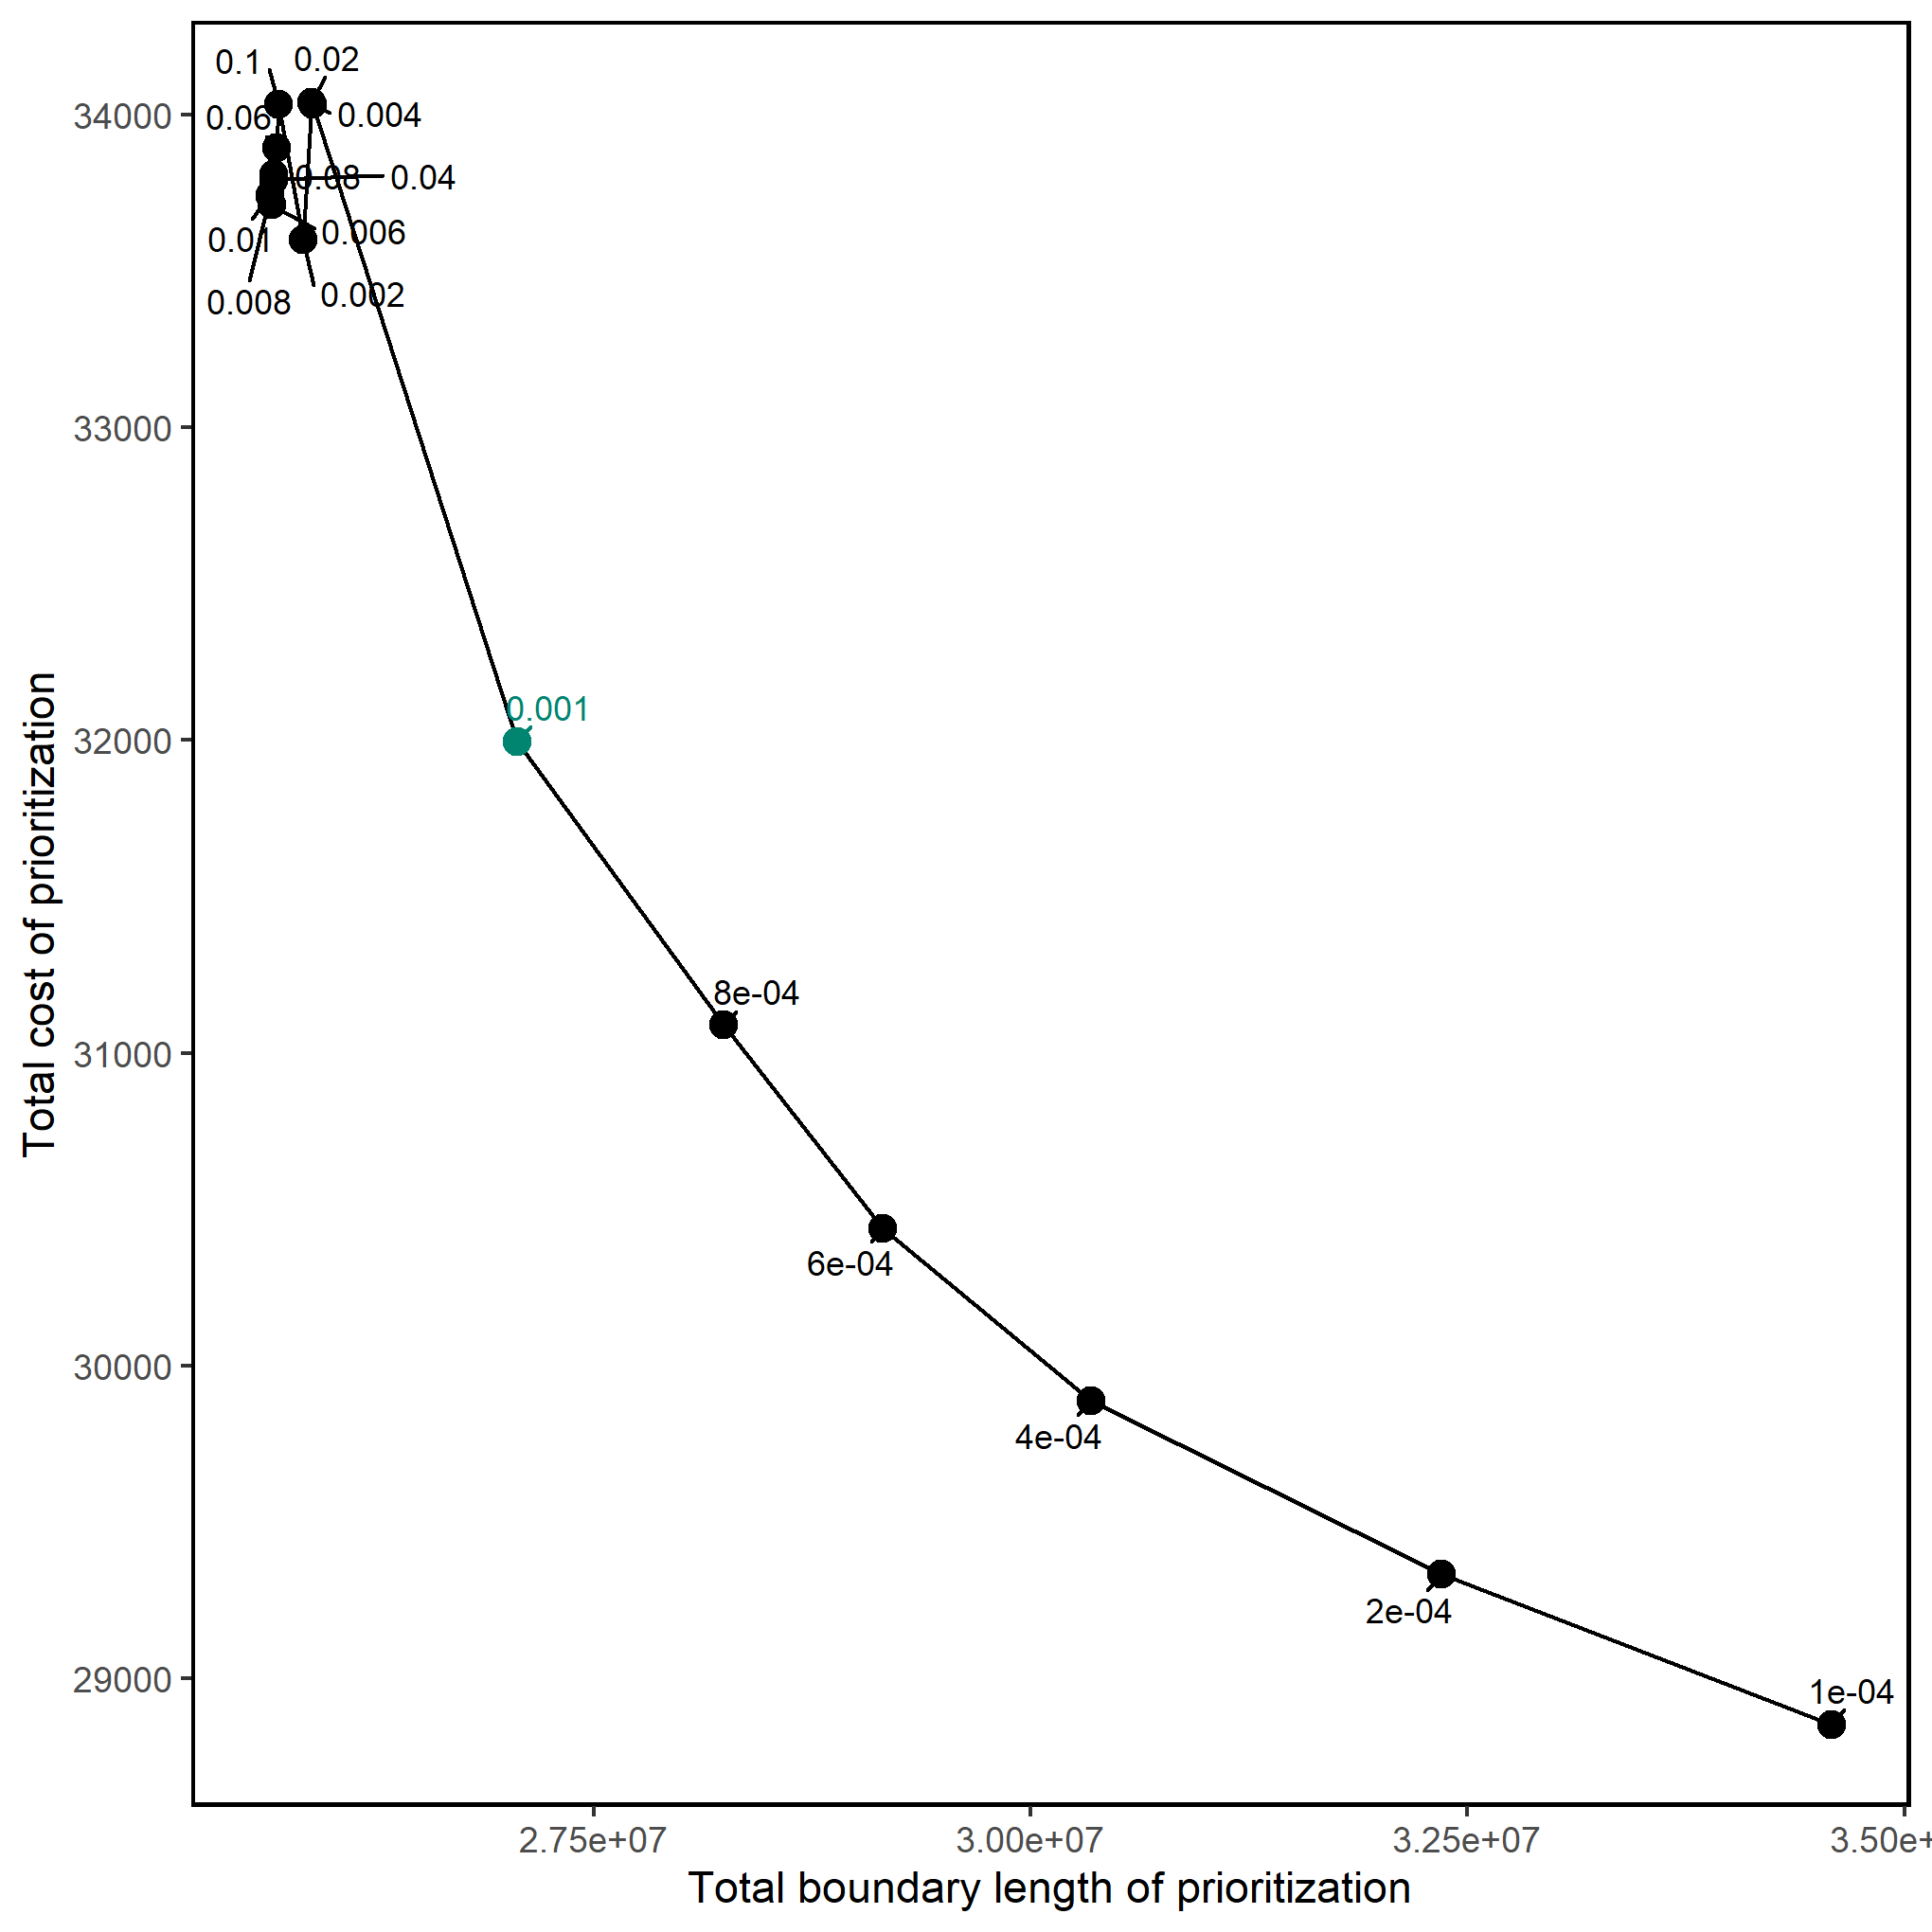 0.1
0.02
34000
0.06
0.004
0.08
0.04
0.01
0.006
0.008
0.002
33000
0.001
32000
8e-04
31000
6e-04
30000
4e-04
2e-04
29000
1e-04
Total cost of prioritization
2.75e+07
3.00e+07
3.25e+07
3.50e+
Total boundary length of prioritization